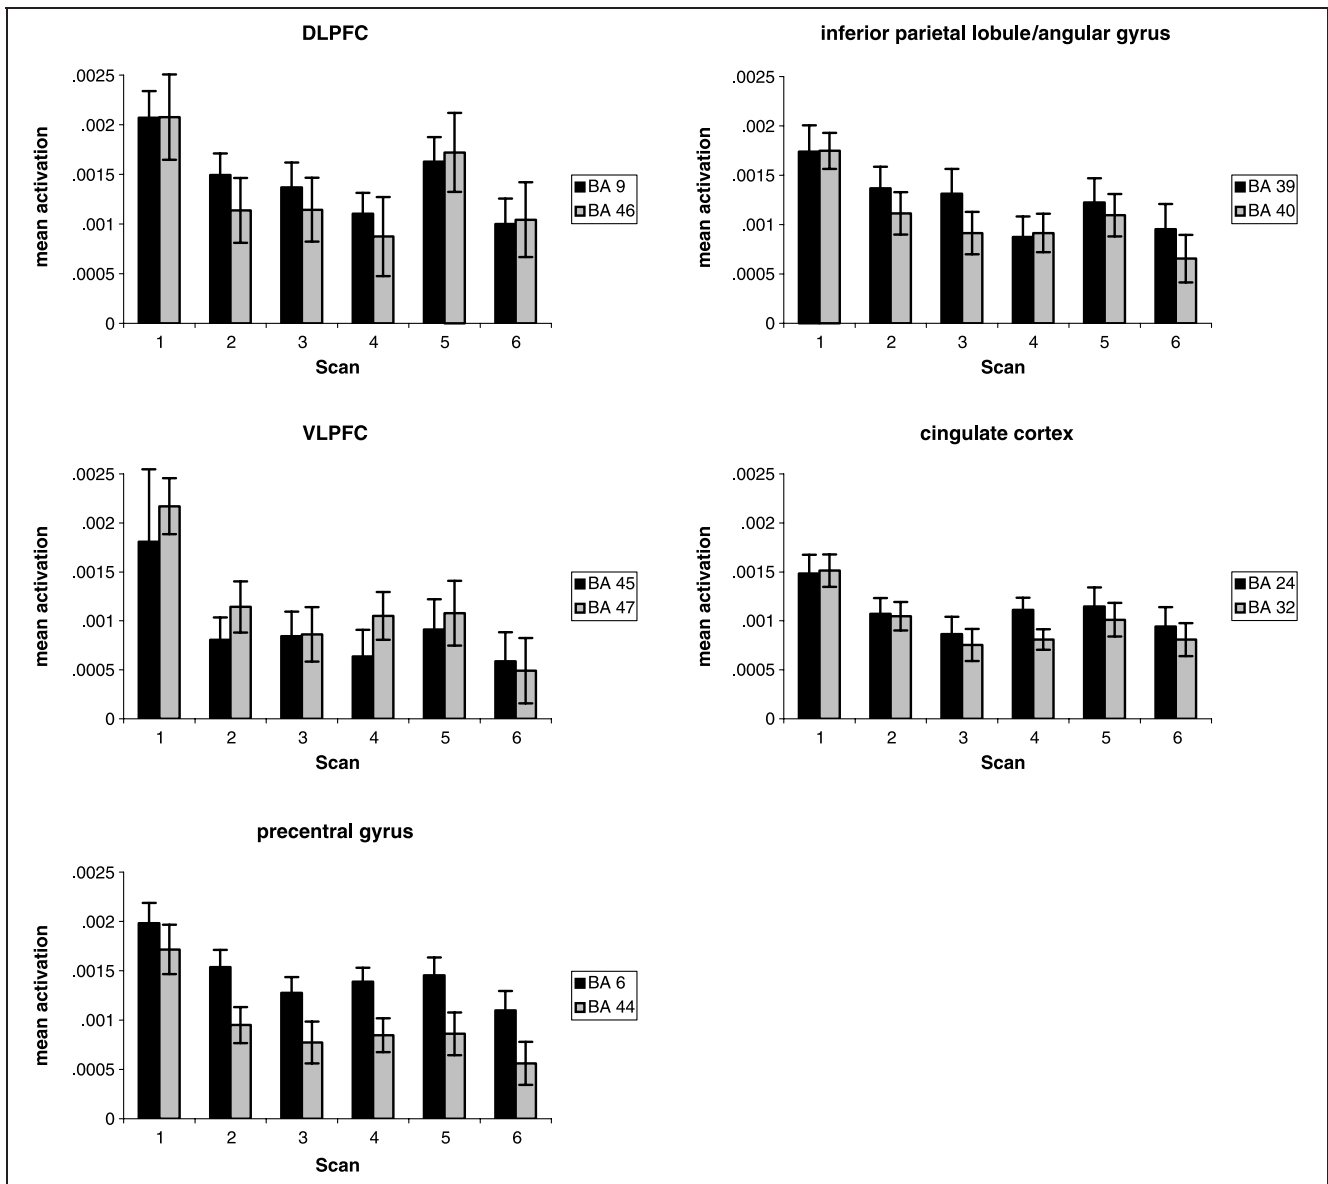 DLPFC
.0025
.002
.0015
.001
.0005
0
mean activation
1 2 3 4 5 6
Scan
BA 9
BA 46
inferior parietal lobule/angular gyrus
.0025
.002
.0015
.001
.0005
0
mean activation
1 2 3 4 5 6
Scan
BA 39
BA 40
VLPFC
.0025
.002
.0015
.001
.0005
0
mean activation
1 2 3 4 5 6
Scan
BA 45
BA 47
cingulate cortex
.0025
.002
.0015
.001
.0005
0
mean activation
1 2 3 4 5 6
Scan
BA 24
BA 32
precentral gyrus
.0025
.002
.0015
.001
.0005
0
mean activation
1 2 3 4 5 6
Scan
BA 6
BA 44